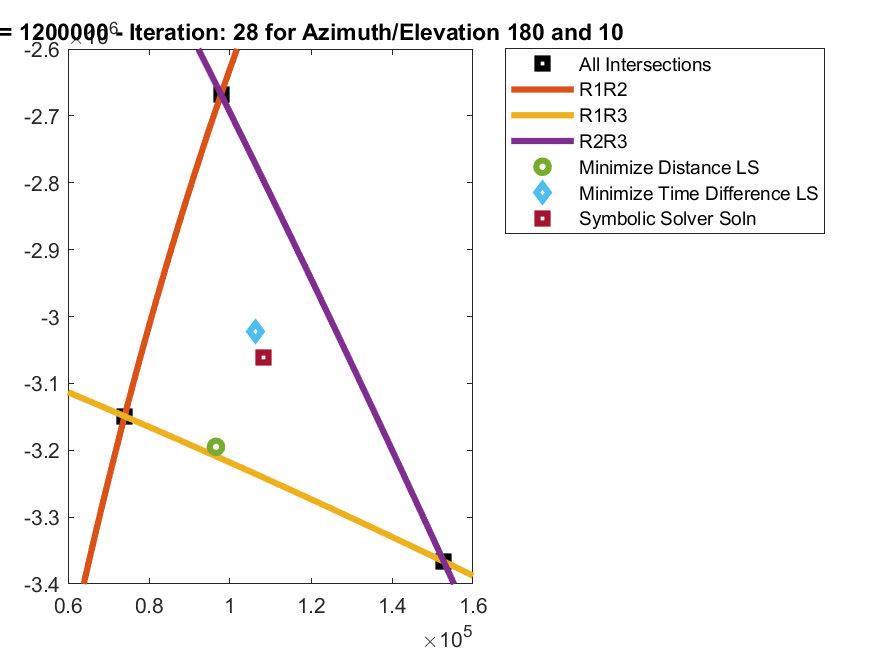 = 1200000 - Iteration: 28 for Azimuth/Elevation 180 and 10
×10^6
-2.6
-2.7
-2.8
-2.9
-3
-3.1
-3.2
-3.3
-3.4
0.6 0.8 1 1.2 1.4 1.6
×10^5
All Intersections
R1R2
R1R3
R2R3
Minimize Distance LS
Minimize Time Difference LS
Symbolic Solver Soln